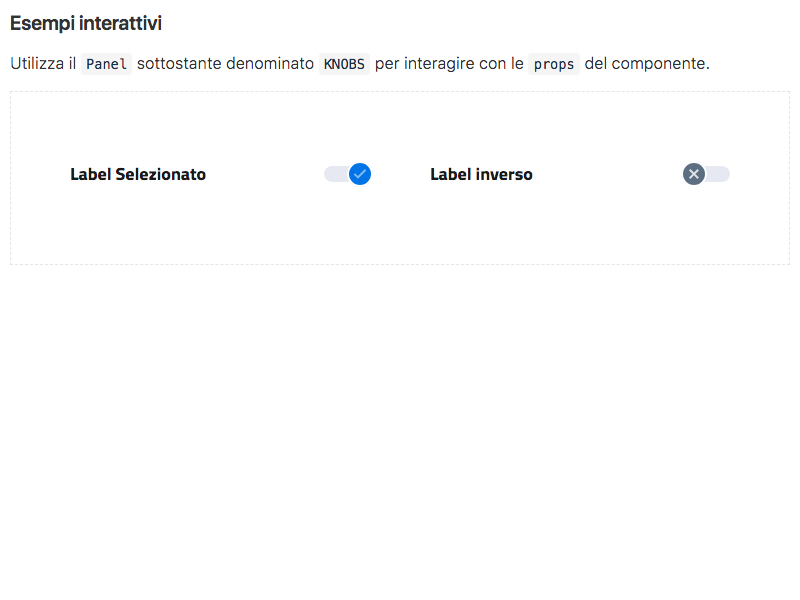 Esempi interattivi
Utilizza il Panel sottostante denominato KNOBS per interagire con le props del componente.
Label Selezionato
Label inverso